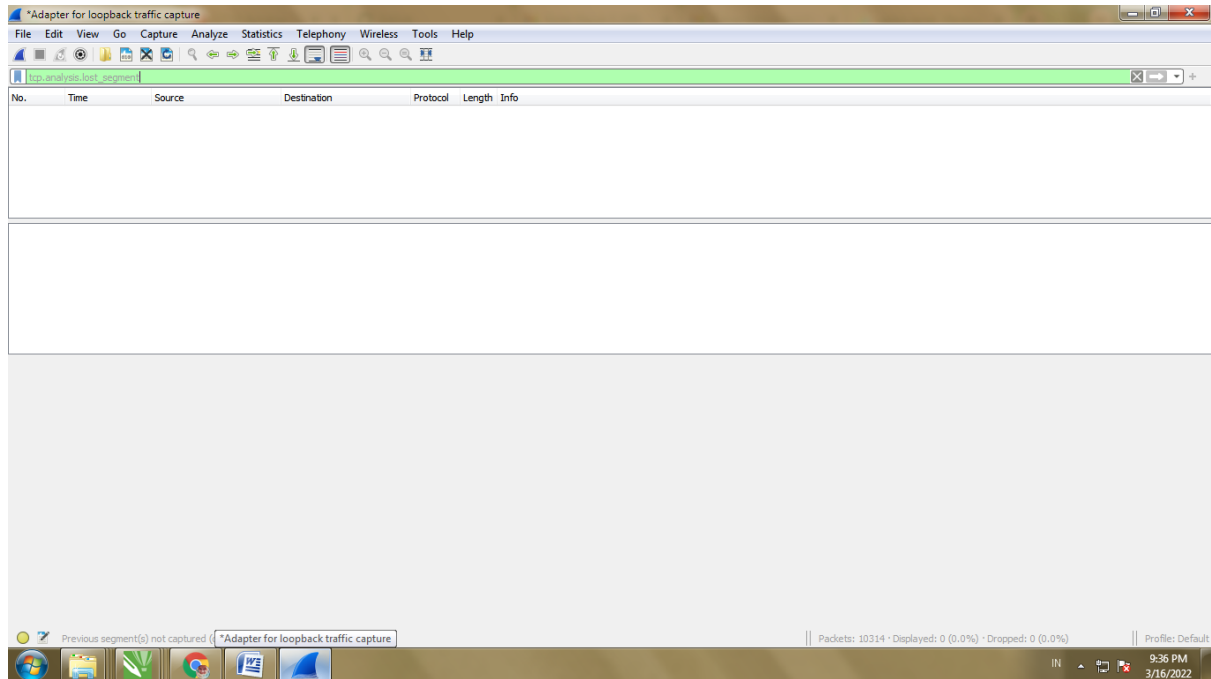 *Adapter for loopback traffic capture
File Edit View Go Capture Analyze Statistics Telephony Wireless Tools Help
tcp.analysis.lost_segment
No. Time Source Destination Protocol Length Info
Previous segment(s) not captured (
*Adapter for loopback traffic capture
Packets: 10314 · Displayed: 0 (0.0%) · Dropped: 0 (0.0%)
Profile: Default
IN
9:36 PM
3/16/2022